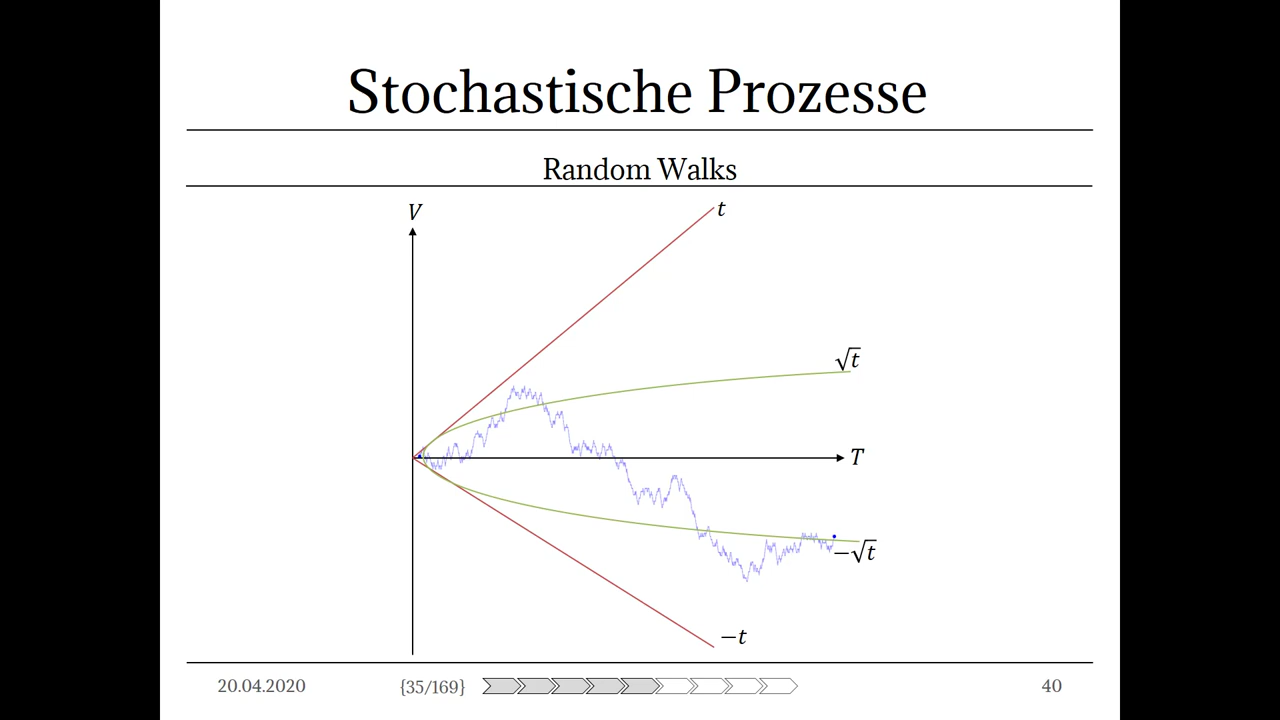 Stochastische Prozesse
Random Walks
V
t
√t
T
−√t
−t
20.04.2020
{35/169}
40